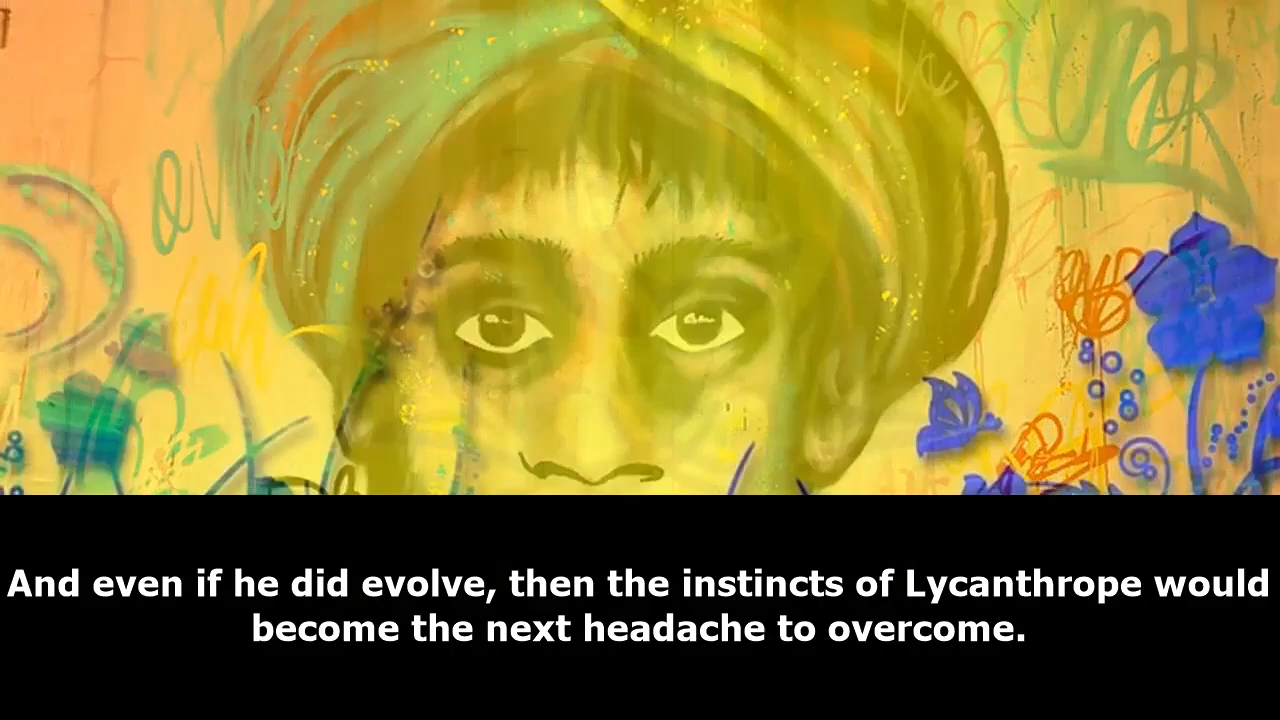 And even if he did evolve, then the instincts of Lycanthrope would
become the next headache to overcome.